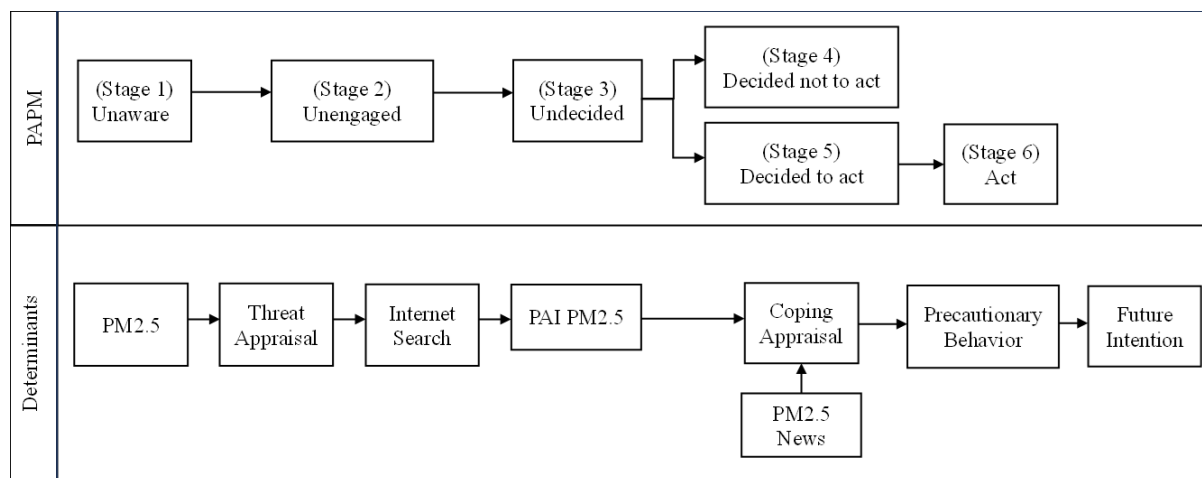 PAPM
(Stage 1)
Unaware
(Stage 2)
Unengaged
(Stage 3)
Undecided
(Stage 4)
Decided not to act
(Stage 5)
Decided to act
(Stage 6)
Act
Determinants
PM2.5
Threat
Appraisal
Internet
Search
PAI PM2.5
Coping
Appraisal
Precautionary
Behavior
Future
Intention
PM2.5
News